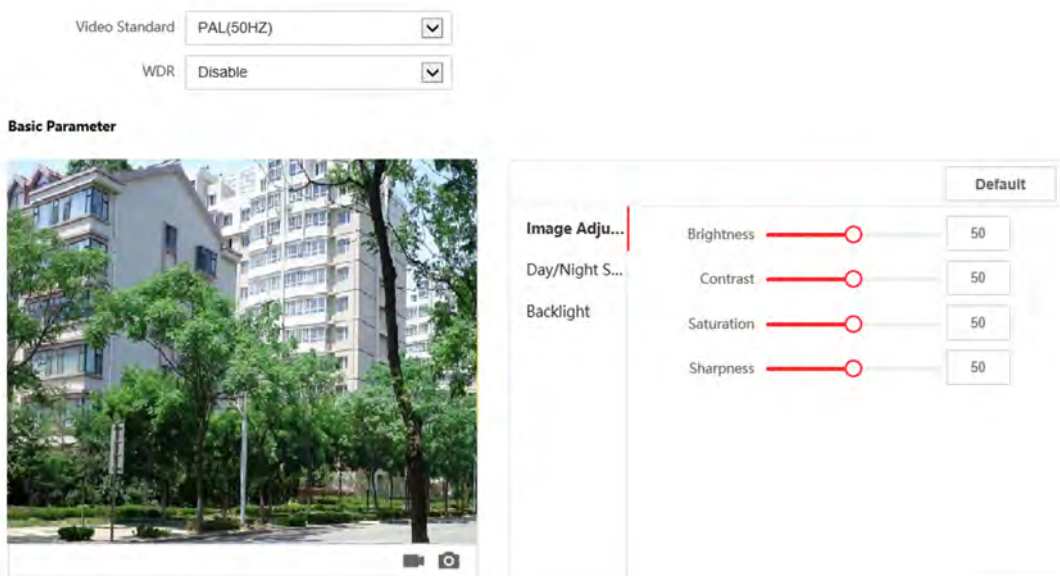 Video Standard PAL(50HZ)
WDR Disable
Basic Parameter
Default
Image Adju...
Day/Night S...
Backlight
Brightness 50
Contrast 50
Saturation 50
Sharpness 50